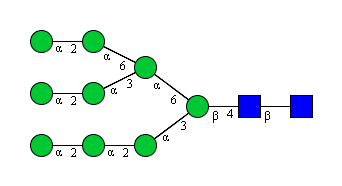 α 2 α 6
α 2 α 3 α 6
β 4 β
α 2 α 2 α 3